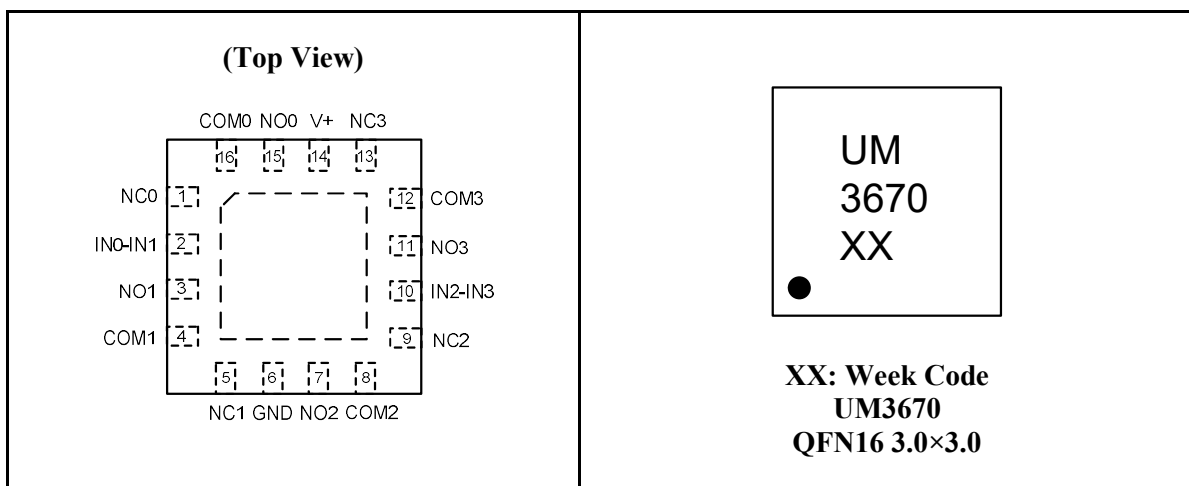 (Top View)
COM0 NO0 V+ NC3
16 15 14 13
NC0 1 12 COM3
IN0-IN1 2 11 NO3
NO1 3 10 IN2-IN3
COM1 4 9 NC2
5 6 7 8
NC1 GND NO2 COM2
UM
3670
XX
XX: Week Code
UM3670
QFN16 3.0×3.0